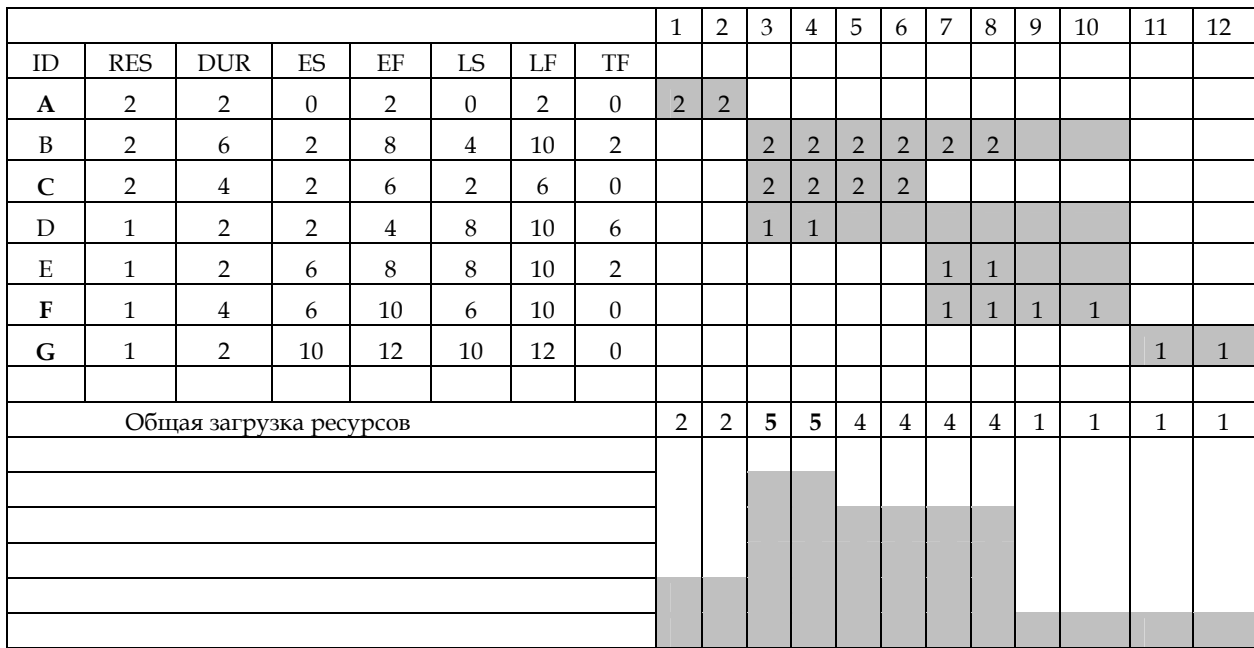 1 2 3 4 5 6 7 8 9 10 11 12
ID RES DUR ES EF LS LF TF
A 2 2 0 2 0 2 0 2 2
B 2 6 2 8 4 10 2 2 2 2 2 2 2
C 2 4 2 6 2 6 0 2 2 2 2
D 1 2 2 4 8 10 6 1 1
E 1 2 6 8 8 10 2 1 1
F 1 4 6 10 6 10 0 1 1 1 1
G 1 2 10 12 10 12 0 1 1
Общая загрузка ресурсов 2 2 5 5 4 4 4 4 1 1 1 1